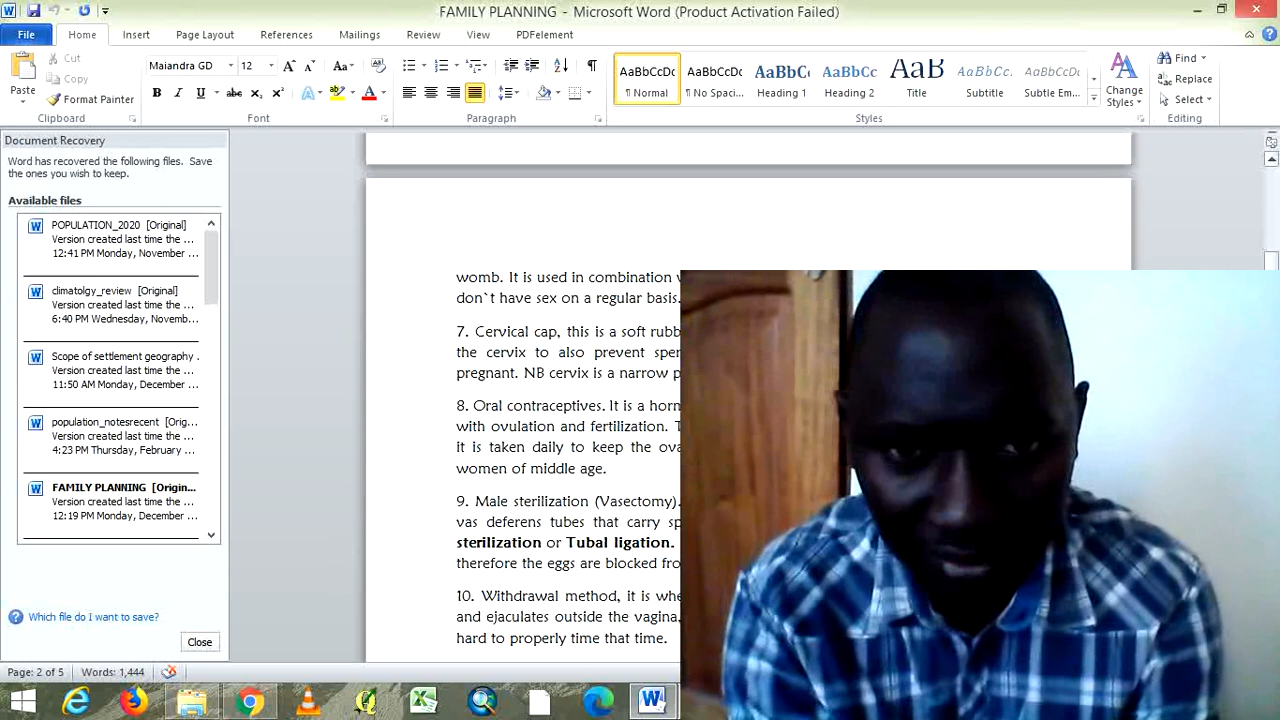 FAMILY PLANNING - Microsoft Word (Product Activation Failed)
File Home Insert Page Layout References Mailings Review View PDFelement
Cut
Copy
Format Painter
Paste
Clipboard
Maiandra GD 12
Font
Paragraph
AaBbCcDc AaBbCcDc AaBbC AaBbCc AaB AaBbCcL AaBbCcDc
¶ Normal ¶ No Spaci... Heading 1 Heading 2 Title Subtitle Subtle Em...
Change Styles
Styles
Find
Replace
Select
Editing
Document Recovery
Word has recovered the following files. Save
the ones you wish to keep.
Available files
POPULATION_2020 [Original]
Version created last time the ...
12:41 PM Monday, November ...
climatolgy_review [Original]
Version created last time the ...
6:40 PM Wednesday, Novemb...
Scope of settlement geography .
Version created last time the ...
11:50 AM Monday, December ...
population_notesrecent [Orig...
Version created last time the ...
4:23 PM Thursday, February ...
FAMILY PLANNING [Origin...
Version created last time the ...
12:19 PM Monday, December ...
Which file do I want to save?
Close
womb. It is used in combination
don`t have sex on a regular basis.
7. Cervical cap, this is a soft
the cervix to also prevent
pregnant. NB cervix is a narrow
8. Oral contraceptives. It is a
with ovulation and fertilization.
it is taken daily to keep the
women of middle age.
9. Male sterilization (Vasectomy).
vas deferens tubes that carry
sterilization or Tubal ligation.
therefore the eggs are blocked
10. Withdrawal method, it is
and ejaculates outside the vagina,
hard to properly time that time.
Page: 2 of 5 Words: 1,444